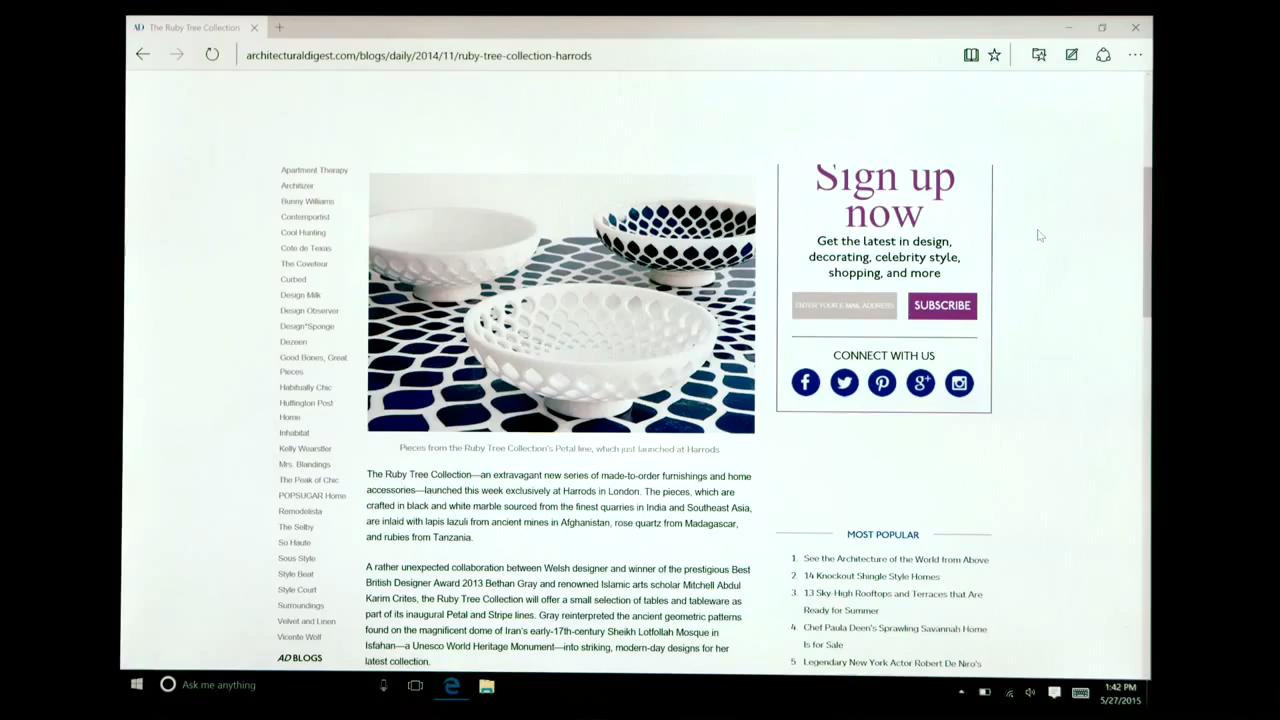 AD The Ruby Tree Collection
architecturaldigest.com/blogs/daily/2014/11/ruby-tree-collection-harrods
Apartment Therapy
Architizer
Bunny Williams
Contemporist
Cool Hunting
Cote de Texas
The Coveteur
Curbed
Design Milk
Design Observer
Design*Sponge
Dezeen
Good Bones, Great
Pieces
Habitually Chic
Huffington Post
Home
Inhabitat
Kelly Wearstler
Mrs. Blandings
The Peak of Chic
POPSUGAR Home
Remodelista
The Selby
So Haute
Sous Style
Style Beat
Style Court
Surroundings
Velvet and Linen
Vicente Wolf
AD BLOGS
Pieces from the Ruby Tree Collection's Petal line, which just launched at Harrods
The Ruby Tree Collection—an extravagant new series of made-to-order furnishings and home
accessories—launched this week exclusively at Harrods in London. The pieces, which are
crafted in black and white marble sourced from the finest quarries in India and Southeast Asia,
are inlaid with lapis lazuli from ancient mines in Afghanistan, rose quartz from Madagascar,
and rubies from Tanzania.
A rather unexpected collaboration between Welsh designer and winner of the prestigious Best
British Designer Award 2013 Bethan Gray and renowned Islamic arts scholar Mitchell Abdul
Karim Crites, the Ruby Tree Collection will offer a small selection of tables and tableware as
part of its inaugural Petal and Stripe lines. Gray reinterpreted the ancient geometric patterns
found on the magnificent dome of Iran's early-17th-century Sheikh Lotfollah Mosque in
Isfahan—a Unesco World Heritage Monument—into striking, modern-day designs for her
latest collection.
Sign up
now
Get the latest in design,
decorating, celebrity style,
shopping, and more
ENTER YOUR E-MAIL ADDRESS
SUBSCRIBE
CONNECT WITH US
MOST POPULAR
1. See the Architecture of the World from Above
2. 14 Knockout Shingle Style Homes
3. 13 Sky-High Rooftops and Terraces that Are
Ready for Summer
4. Chef Paula Deen's Sprawling Savannah Home
Is for Sale
5 Legendary New York Actor Robert De Niro's
Ask me anything
1:42 PM
5/27/2015